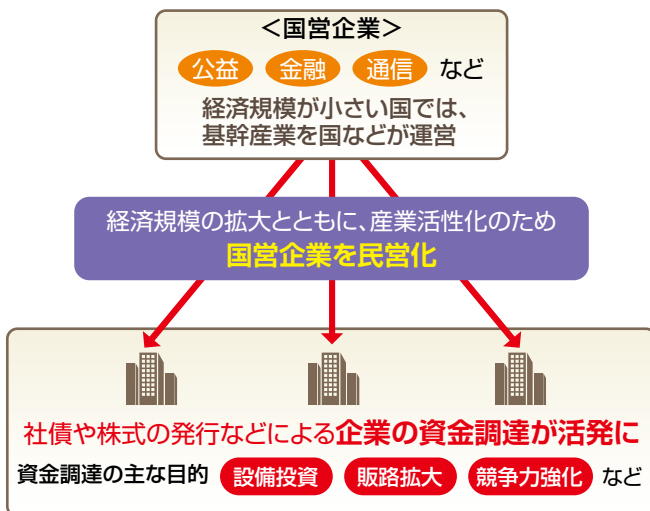 <国営企業>
公益 金融 通信 など
経済規模が小さい国では、
基幹産業を国などが運営
経済規模の拡大とともに、産業活性化のため
国営企業を民営化
社債や株式の発行などによる企業の資金調達が活発に
資金調達の主な目的 設備投資 販路拡大 競争力強化 など